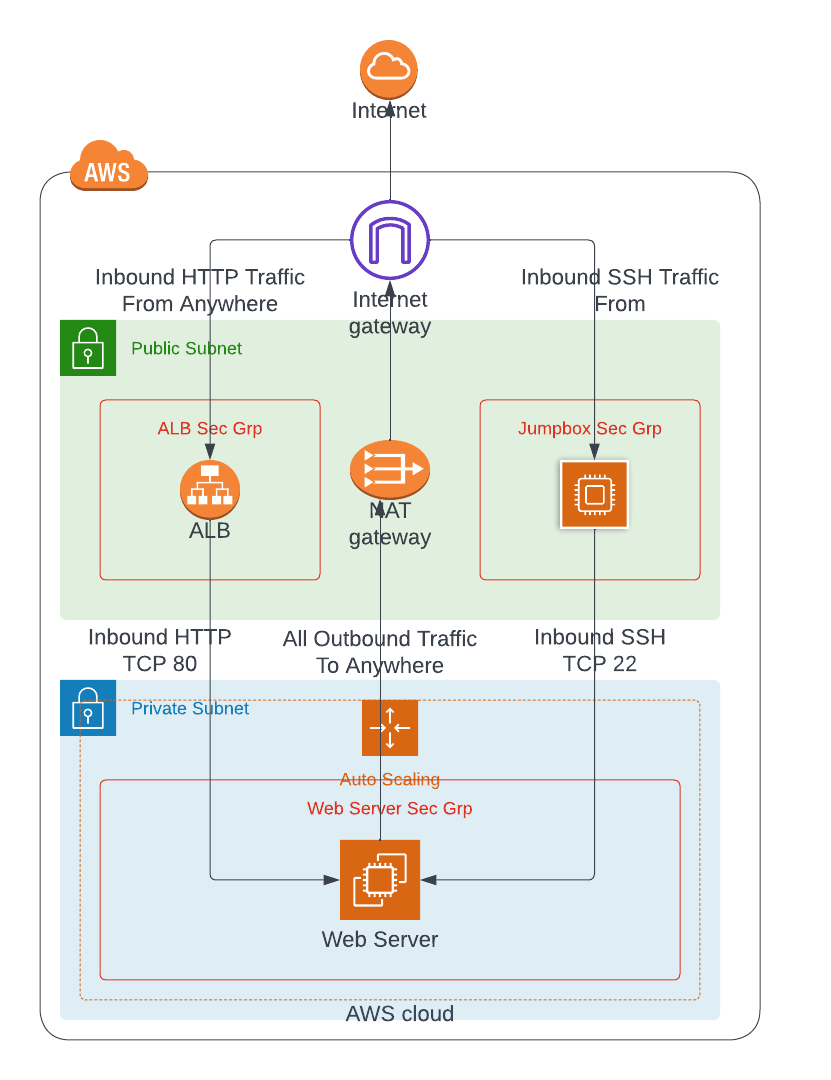 Internet
AWS
Inbound HTTP Traffic
From Anywhere
Internet
gateway
Inbound SSH Traffic
From
Public Subnet
ALB Sec Grp
Jumpbox Sec Grp
ALB
NAT
gateway
Inbound HTTP
TCP 80
All Outbound Traffic
To Anywhere
Inbound SSH
TCP 22
Private Subnet
Auto Scaling
Web Server Sec Grp
Web Server
AWS cloud